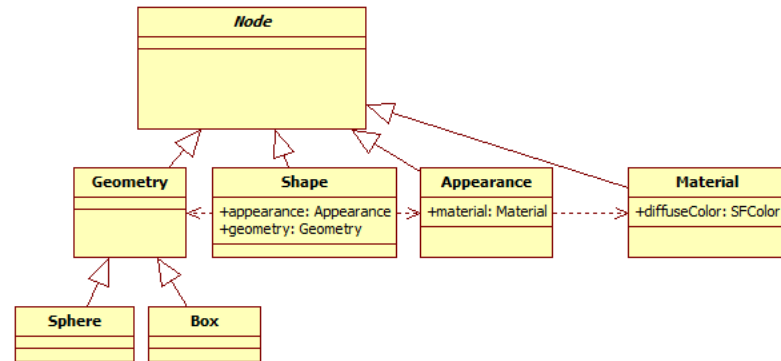 Node
Geometry
Shape
+appearance: Appearance
+geometry: Geometry
Appearance
+material: Material
Material
+diffuseColor: SFColor
Sphere
Box